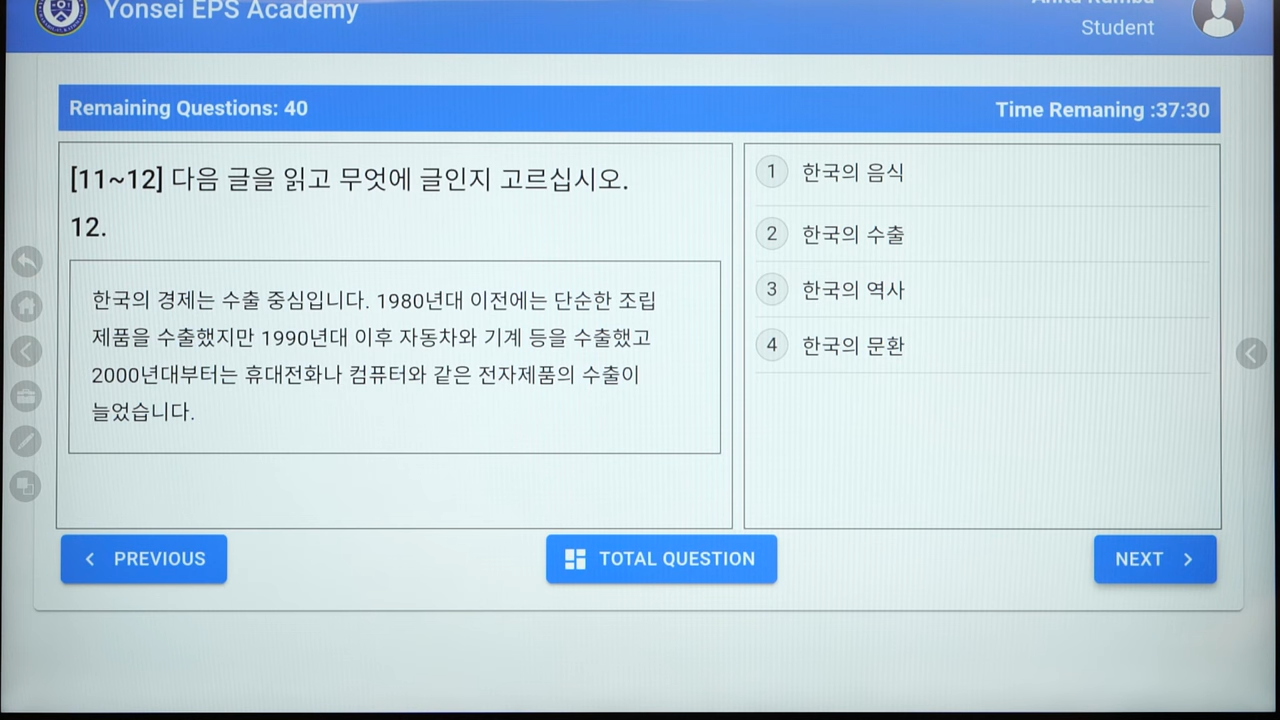 Yonsei EPS Academy
Student
Remaining Questions: 40
Time Remaning :37:30
[11~12] 다음 글을 읽고 무엇에 글인지 고르십시오.
12.
한국의 경제는 수출 중심입니다. 1980년대 이전에는 단순한 조립
제품을 수출했지만 1990년대 이후 자동차와 기계 등을 수출했고
2000년대부터는 휴대전화나 컴퓨터와 같은 전자제품의 수출이
늘었습니다.
1 한국의 음식
2 한국의 수출
3 한국의 역사
4 한국의 문환
PREVIOUS
TOTAL QUESTION
NEXT